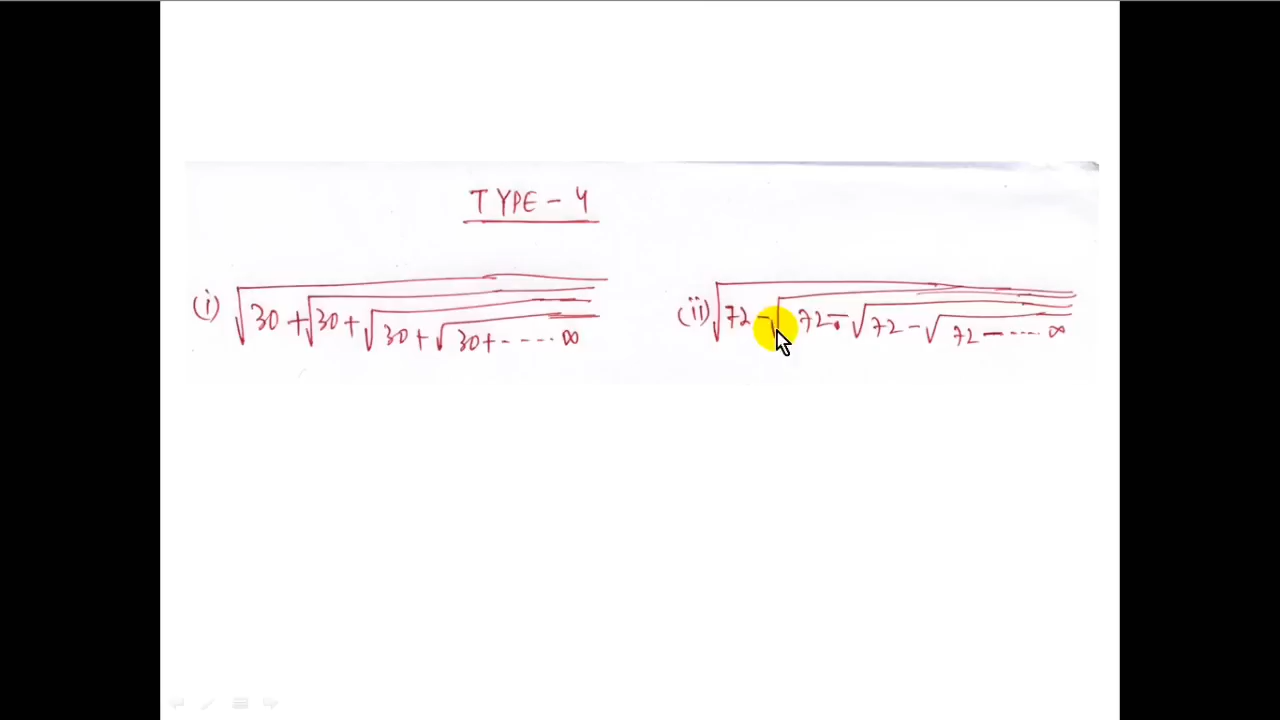 TYPE - 4
(i) √30 + √30 + √30 + √30 + - - - - ∞
(ii) √72 - √72 - √72 - √72 - - - - - ∞